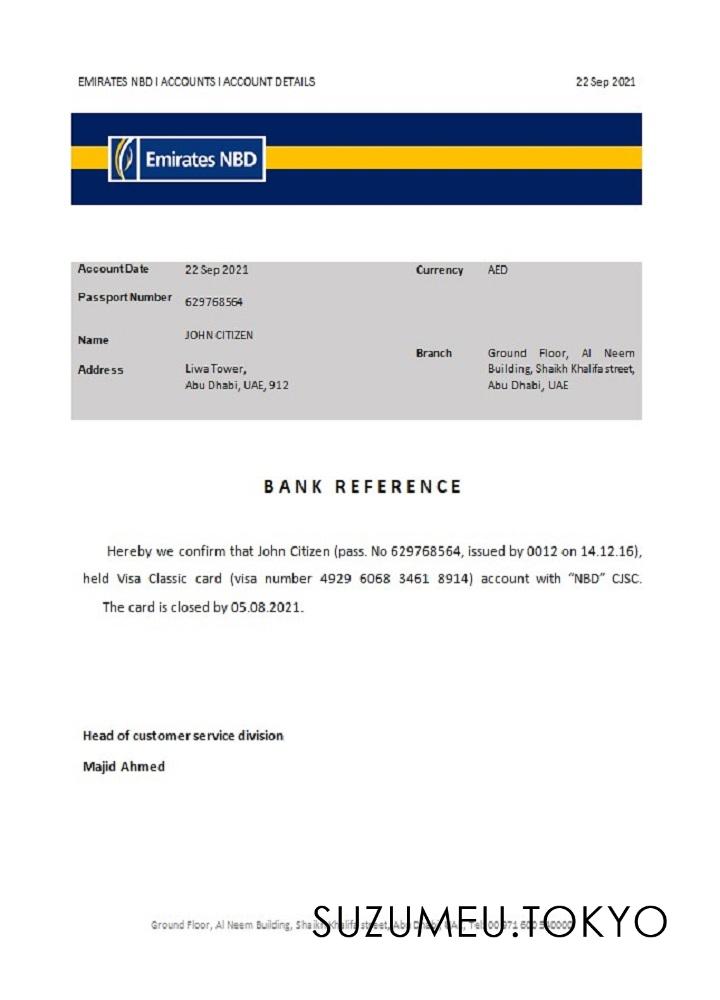 EMIRATES NBD I ACCOUNTS I ACCOUNT DETAILS 22 Sep 2021
Emirates NBD
Account Date 22 Sep 2021 Currency AED
Passport Number 629768564
Name JOHN CITIZEN
Branch Ground Floor, Al Neem
Address Liwa Tower, Building, Shaikh Khalifa street,
Abu Dhabi, UAE, 912 Abu Dhabi, UAE
BANK REFERENCE
Hereby we confirm that John Citizen (pass. No 629768564, issued by 0012 on 14.12.16),
held Visa Classic card (visa number 4929 6068 3461 8914) account with “NBD” CJSC.
The card is closed by 05.08.2021.
Head of customer service division
Majid Ahmed
Ground Floor, Al Neem Building, Shaikh Khalifa street, Abu Dhabi, UAE, Tel: 00 971 600 540000
SUZUMEU.TOKYO